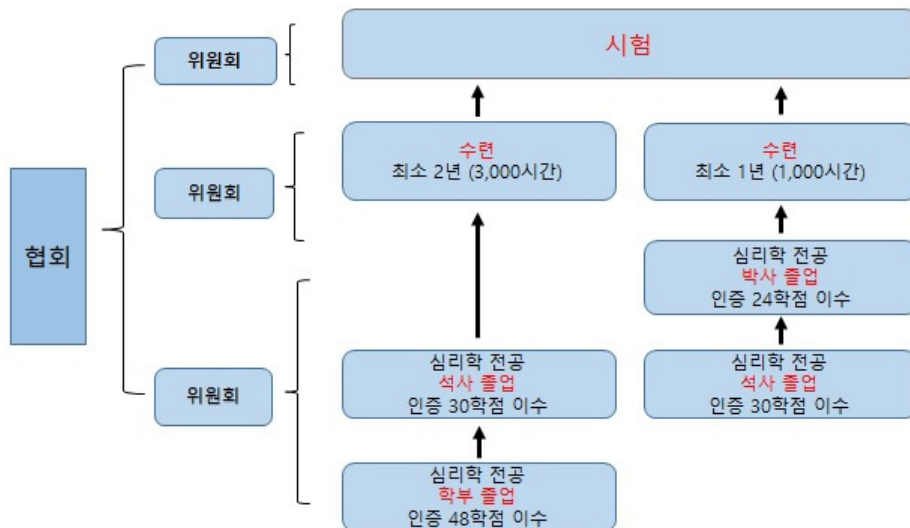 시험
위원회
수련
최소 2년 (3,000시간)
수련
최소 1년 (1,000시간)
위원회
협회
심리학 전공
박사 졸업
인증 24학점 이수
위원회
심리학 전공
석사 졸업
인증 30학점 이수
심리학 전공
석사 졸업
인증 30학점 이수
심리학 전공
학부 졸업
인증 48학점 이수